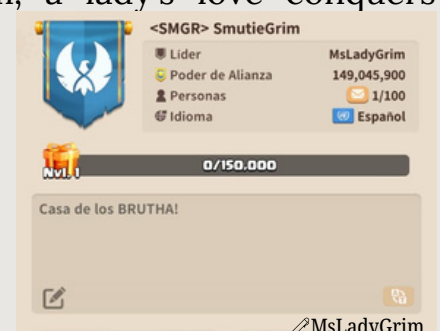 a lady's love conquers
<SMGR> SmutieGrim
Líder MsLadyGrim
Poder de Alianza 149,045,900
Personas 1/100
Idioma Español
Nvl. 1 0/150.000
Casa de los BRUTHA!
MsLadyGrim